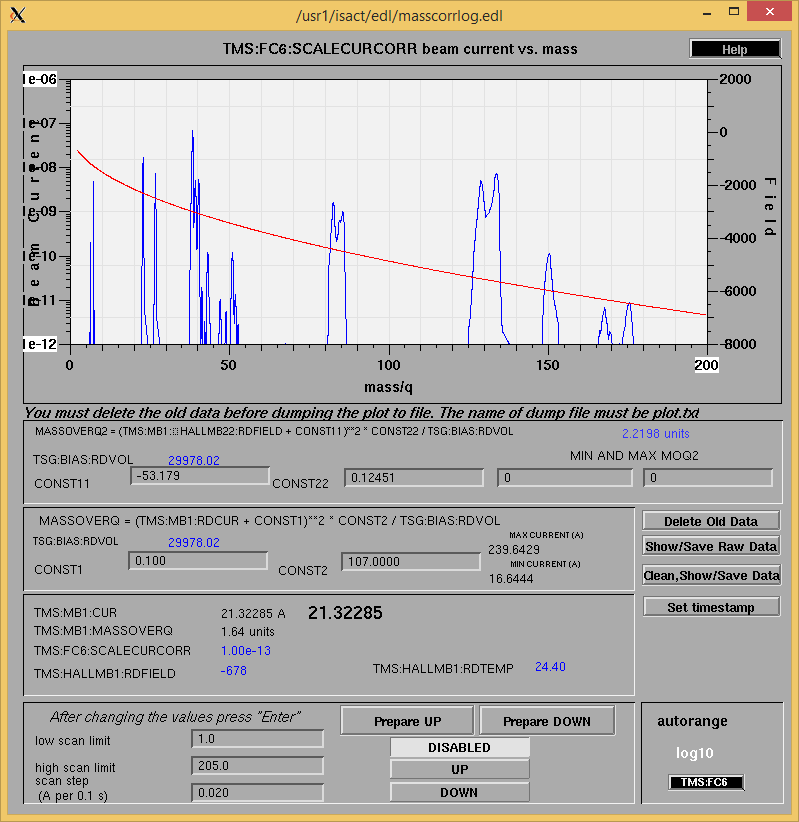 /usr1/isact/edl/masscorrlog.edl
TMS:FC6:SCALECURCORR beam current vs. mass
Help
1e-06
1e-07
1e-08
1e-09
1e-10
1e-11
1e-12
Beam Current
2000
0
-2000
-4000
-6000
-8000
Field
0 50 100 150 200
mass/q
You must delete the old data before dumping the plot to file. The name of dump file must be plot.txt
MASSOVERQ2 = (TMS:MB1:□HALLMB22:RDFIELD + CONST11)**2 * CONST22 / TSG:BIAS:RDVOL
2.2198 units
TSG:BIAS:RDVOL 29978.02 MIN AND MAX MOQ2
CONST11 -53.179 CONST22 0.12451 0 0
MASSOVERQ = (TMS:MB1:RDCUR + CONST1)**2 * CONST2 / TSG:BIAS:RDVOL
TSG:BIAS:RDVOL 29978.02
MAX CURRENT (A)
239.6429
CONST1 0.100 CONST2 107.0000
MIN CURRENT (A)
16.6444
Delete Old Data
Show/Save Raw Data
Clean,Show/Save Data
Set timestamp
TMS:MB1:CUR 21.32285 A 21.32285
TMS:MB1:MASSOVERQ 1.64 units
TMS:FC6:SCALECURCORR 1.00e-13
TMS:HALLMB1:RDFIELD -678 TMS:HALLMB1:RDTEMP 24.40
After changing the values press "Enter"
low scan limit 1.0
high scan limit 205.0
scan step
(A per 0.1 s) 0.020
Prepare UP Prepare DOWN
DISABLED
UP
DOWN
autorange
log10
TMS:FC6